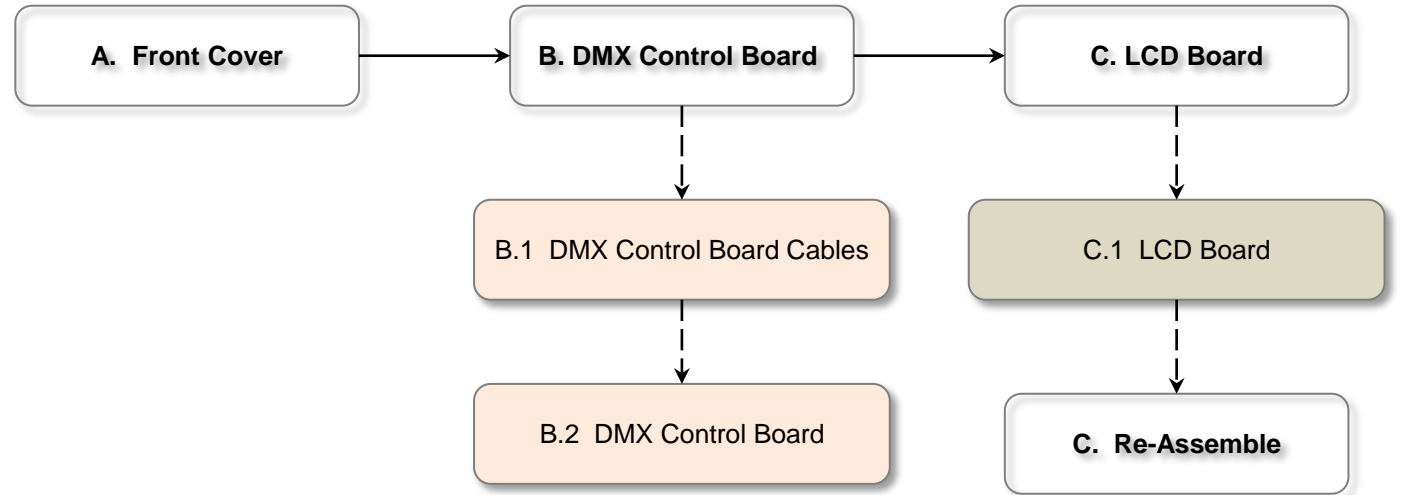 A. Front Cover
B. DMX Control Board
C. LCD Board
B.1 DMX Control Board Cables
C.1 LCD Board
B.2 DMX Control Board
C. Re-Assemble